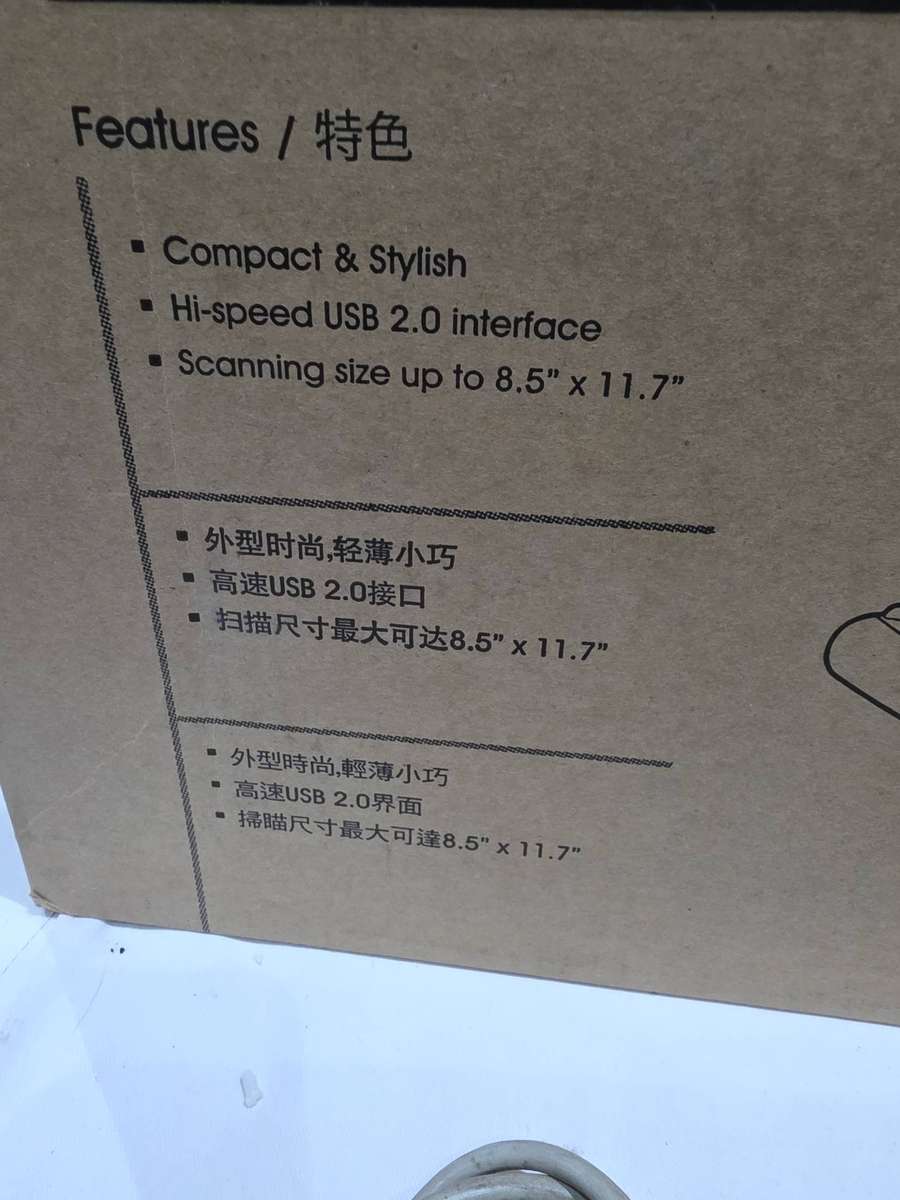 Features / 特色
▪ Compact & Stylish
▪ Hi-speed USB 2.0 interface
▪ Scanning size up to 8.5" x 11.7"
▪ 外型时尚,轻薄小巧
▪ 高速USB 2.0接口
▪ 扫描尺寸最大可达8.5" x 11.7"
▪ 外型時尚,輕薄小巧
▪ 高速USB 2.0界面
▪ 掃瞄尺寸最大可達8.5" x 11.7"